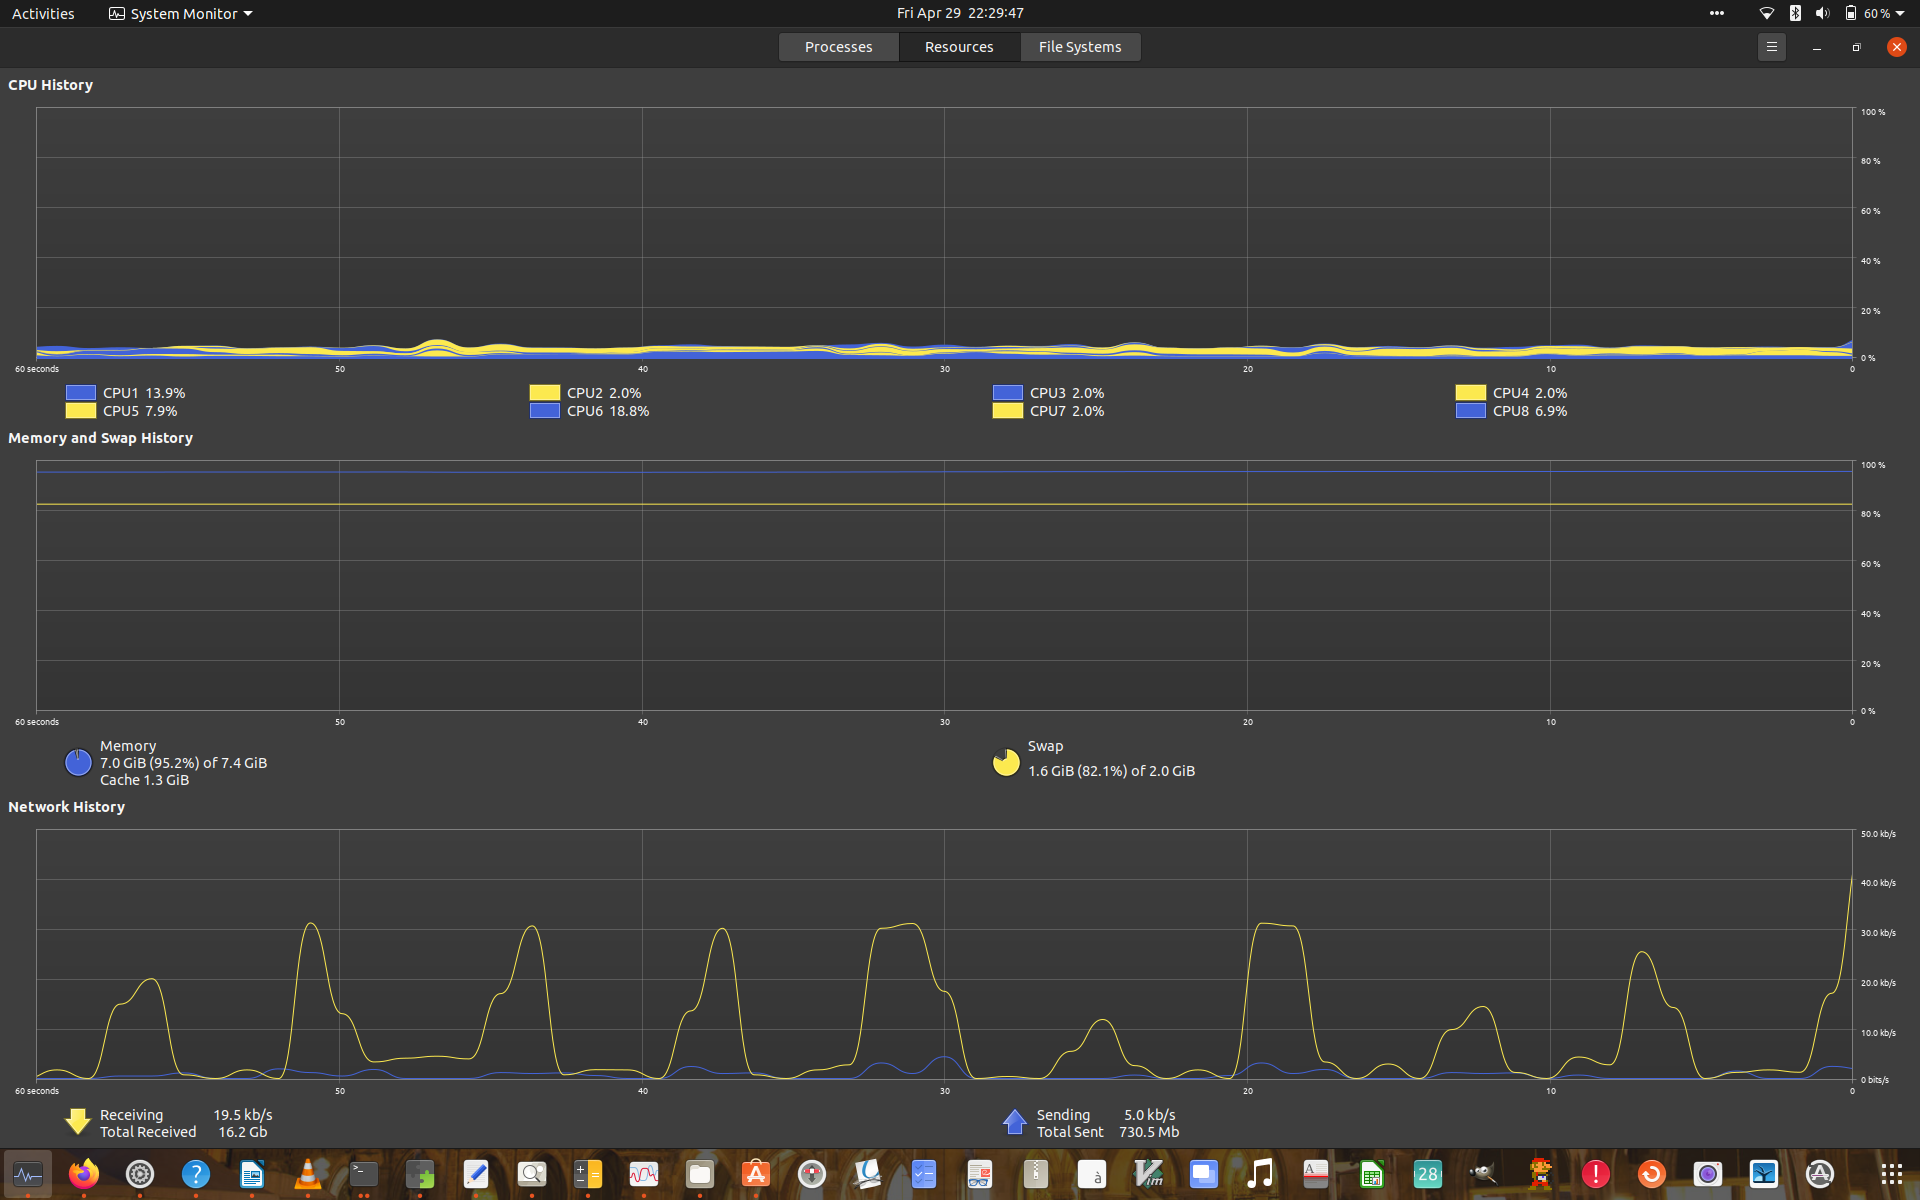 Activities System Monitor Fri Apr 29 22:29:47 60 %
Processes Resources File Systems
CPU History
100 %
80 %
60 %
40 %
20 %
0 %
60 seconds 50 40 30 20 10 0
CPU1 13.9% CPU2 2.0% CPU3 2.0% CPU4 2.0%
CPU5 7.9% CPU6 18.8% CPU7 2.0% CPU8 6.9%
Memory and Swap History
100 %
80 %
60 %
40 %
20 %
0 %
60 seconds 50 40 30 20 10 0
Memory
7.0 GiB (95.2%) of 7.4 GiB
Cache 1.3 GiB
Swap
1.6 GiB (82.1%) of 2.0 GiB
Network History
50.0 kb/s
40.0 kb/s
30.0 kb/s
20.0 kb/s
10.0 kb/s
0 bits/s
60 seconds 50 40 30 20 10 0
Receiving 19.5 kb/s
Total Received 16.2 Gb
Sending 5.0 kb/s
Total Sent 730.5 Mb
? >_ à Vim A 28 !